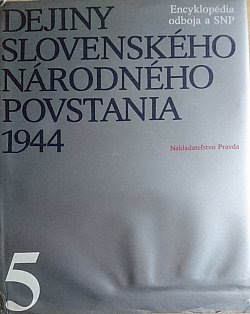 DEJINY
SLOVENSKÉHO
NÁRODNÉHO
POVSTANIA
1944
Encyklopédia
odboja a SNP
Nakladateľstvo Pravda
5